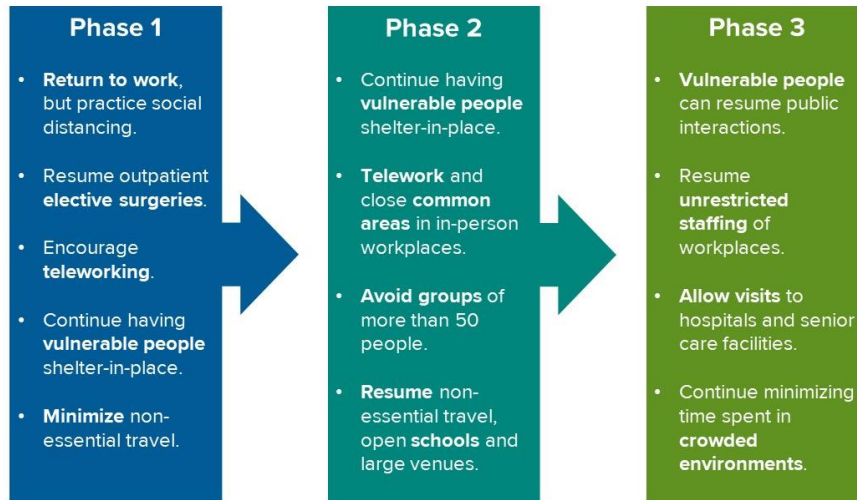 Phase 1
• Return to work,
but practice social
distancing.
• Resume outpatient
elective surgeries.
• Encourage
teleworking.
• Continue having
vulnerable people
shelter-in-place.
• Minimize non-
essential travel.
Phase 2
• Continue having
vulnerable people
shelter-in-place.
• Telework and
close common
areas in in-person
workplaces.
• Avoid groups of
more than 50
people.
• Resume non-
essential travel,
open schools and
large venues.
Phase 3
• Vulnerable people
can resume public
interactions.
• Resume
unrestricted
staffing of
workplaces.
• Allow visits to
hospitals and senior
care facilities.
• Continue minimizing
time spent in
crowded
environments.